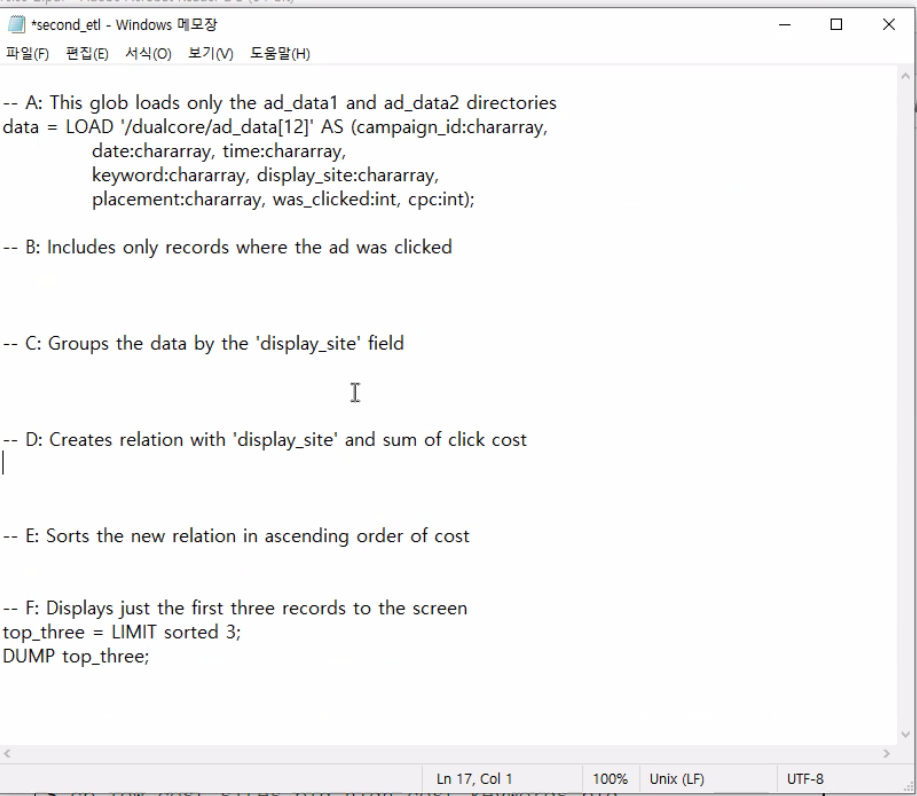 *second_etl - Windows 메모장
파일(F) 편집(E) 서식(O) 보기(V) 도움말(H)
-- A: This glob loads only the ad_data1 and ad_data2 directories
data = LOAD '/dualcore/ad_data[12]' AS (campaign_id:chararray,
date:chararray, time:chararray,
keyword:chararray, display_site:chararray,
placement:chararray, was_clicked:int, cpc:int);
-- B: Includes only records where the ad was clicked
-- C: Groups the data by the 'display_site' field
-- D: Creates relation with 'display_site' and sum of click cost
-- E: Sorts the new relation in ascending order of cost
-- F: Displays just the first three records to the screen
top_three = LIMIT sorted 3;
DUMP top_three;
Ln 17, Col 1 100% Unix (LF) UTF-8